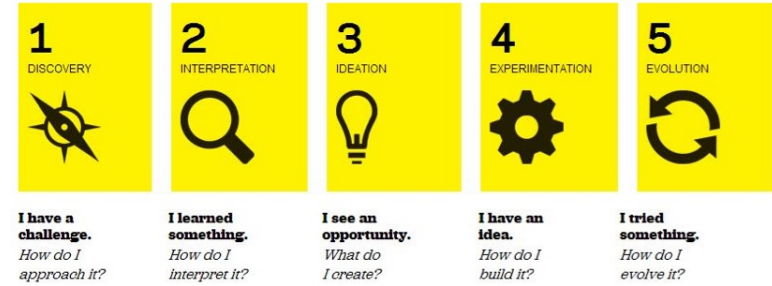 1
DISCOVERY
2
INTERPRETATION
3
IDEATION
4
EXPERIMENTATION
5
EVOLUTION
I have a
challenge.
How do I
approach it?
I learned
something.
How do I
interpret it?
I see an
opportunity.
What do
I create?
I have an
idea.
How do I
build it?
I tried
something.
How do I
evolve it?